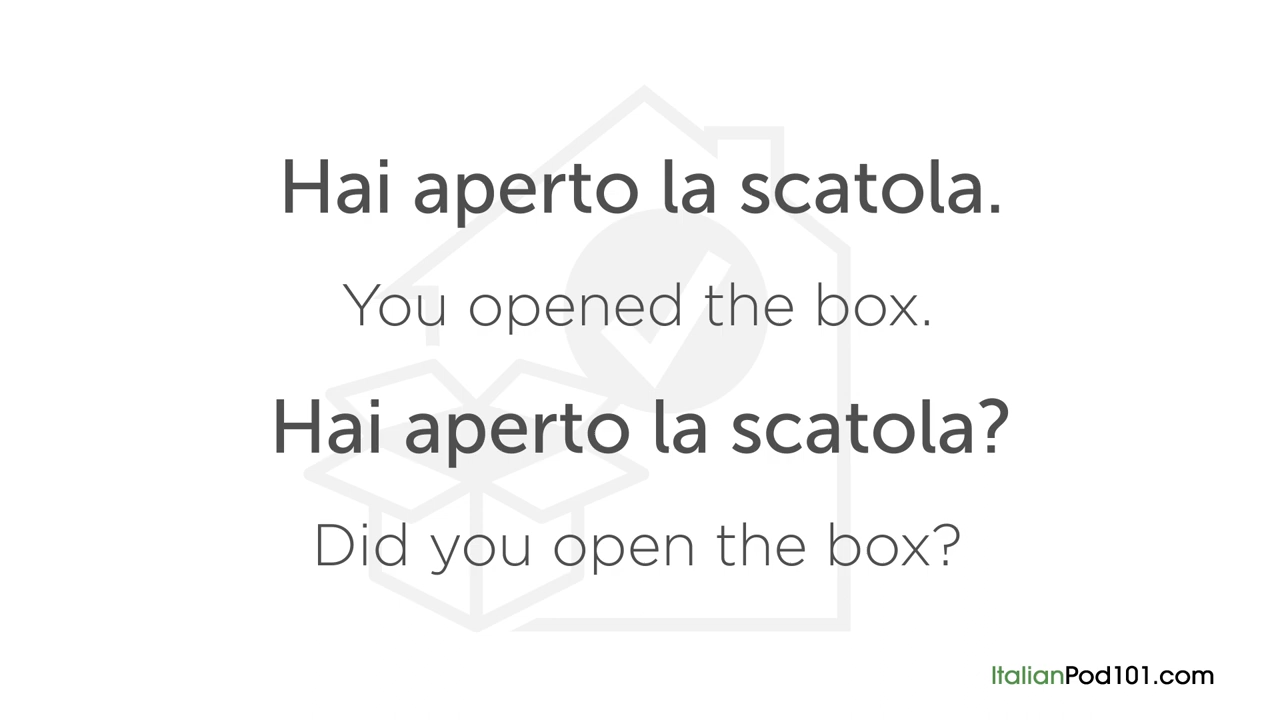 Hai aperto la scatola.
You opened the box.
Hai aperto la scatola?
Did you open the box?
ItalianPod101.com